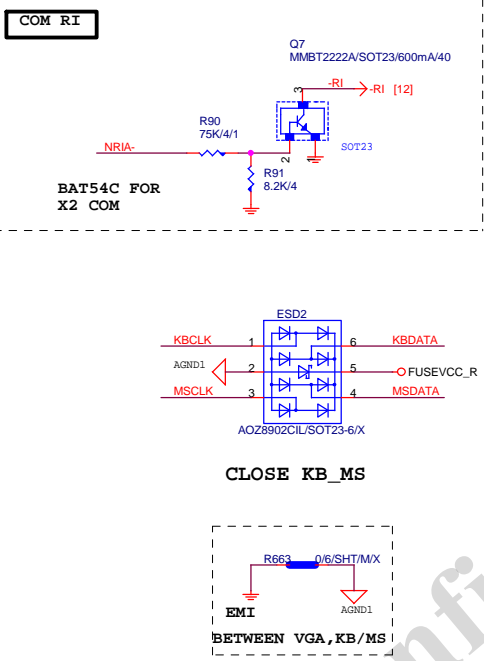 COM RI
Q7
MMBT2222A/SOT23/600mA/40
3
-RI
-RI [12]
R90
75K/4/1
SOT23
NRIA-
2
1
R91
8.2K/4
BAT54C FOR
X2 COM
ESD2
KBCLK
1
6
KBDATA
AGND1
2
5
FUSEVCC_R
MSCLK
3
4
MSDATA
AOZ8902CIL/SOT23-6/X
CLOSE KB_MS
R663
0/6/SHT/M/X
EMI
AGND1
BETWEEN VGA,KB/MS